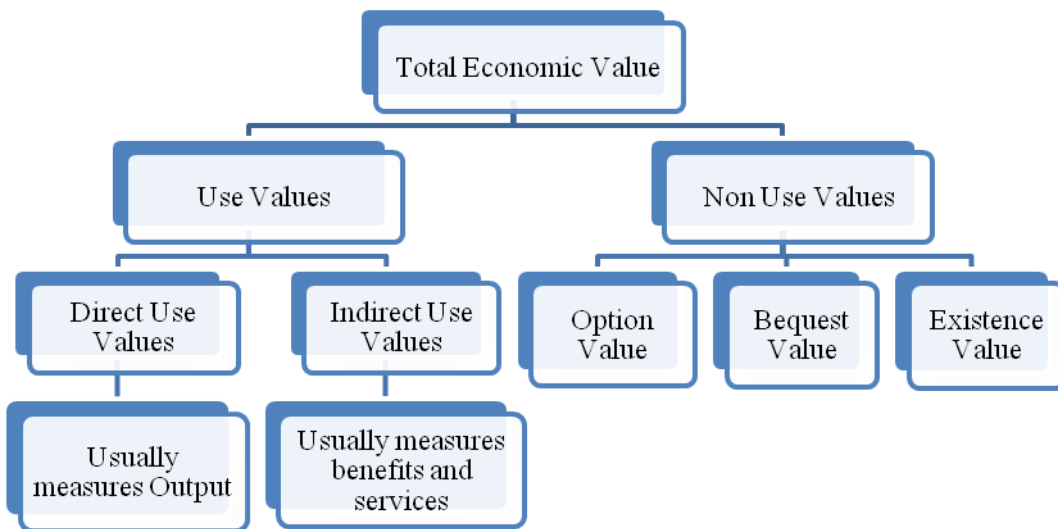 Total Economic Value
Use Values
Non Use Values
Direct Use
Values
Indirect Use
Values
Option
Value
Bequest
Value
Existence
Value
Usually
measures Output
Usually measures
benefits and
services